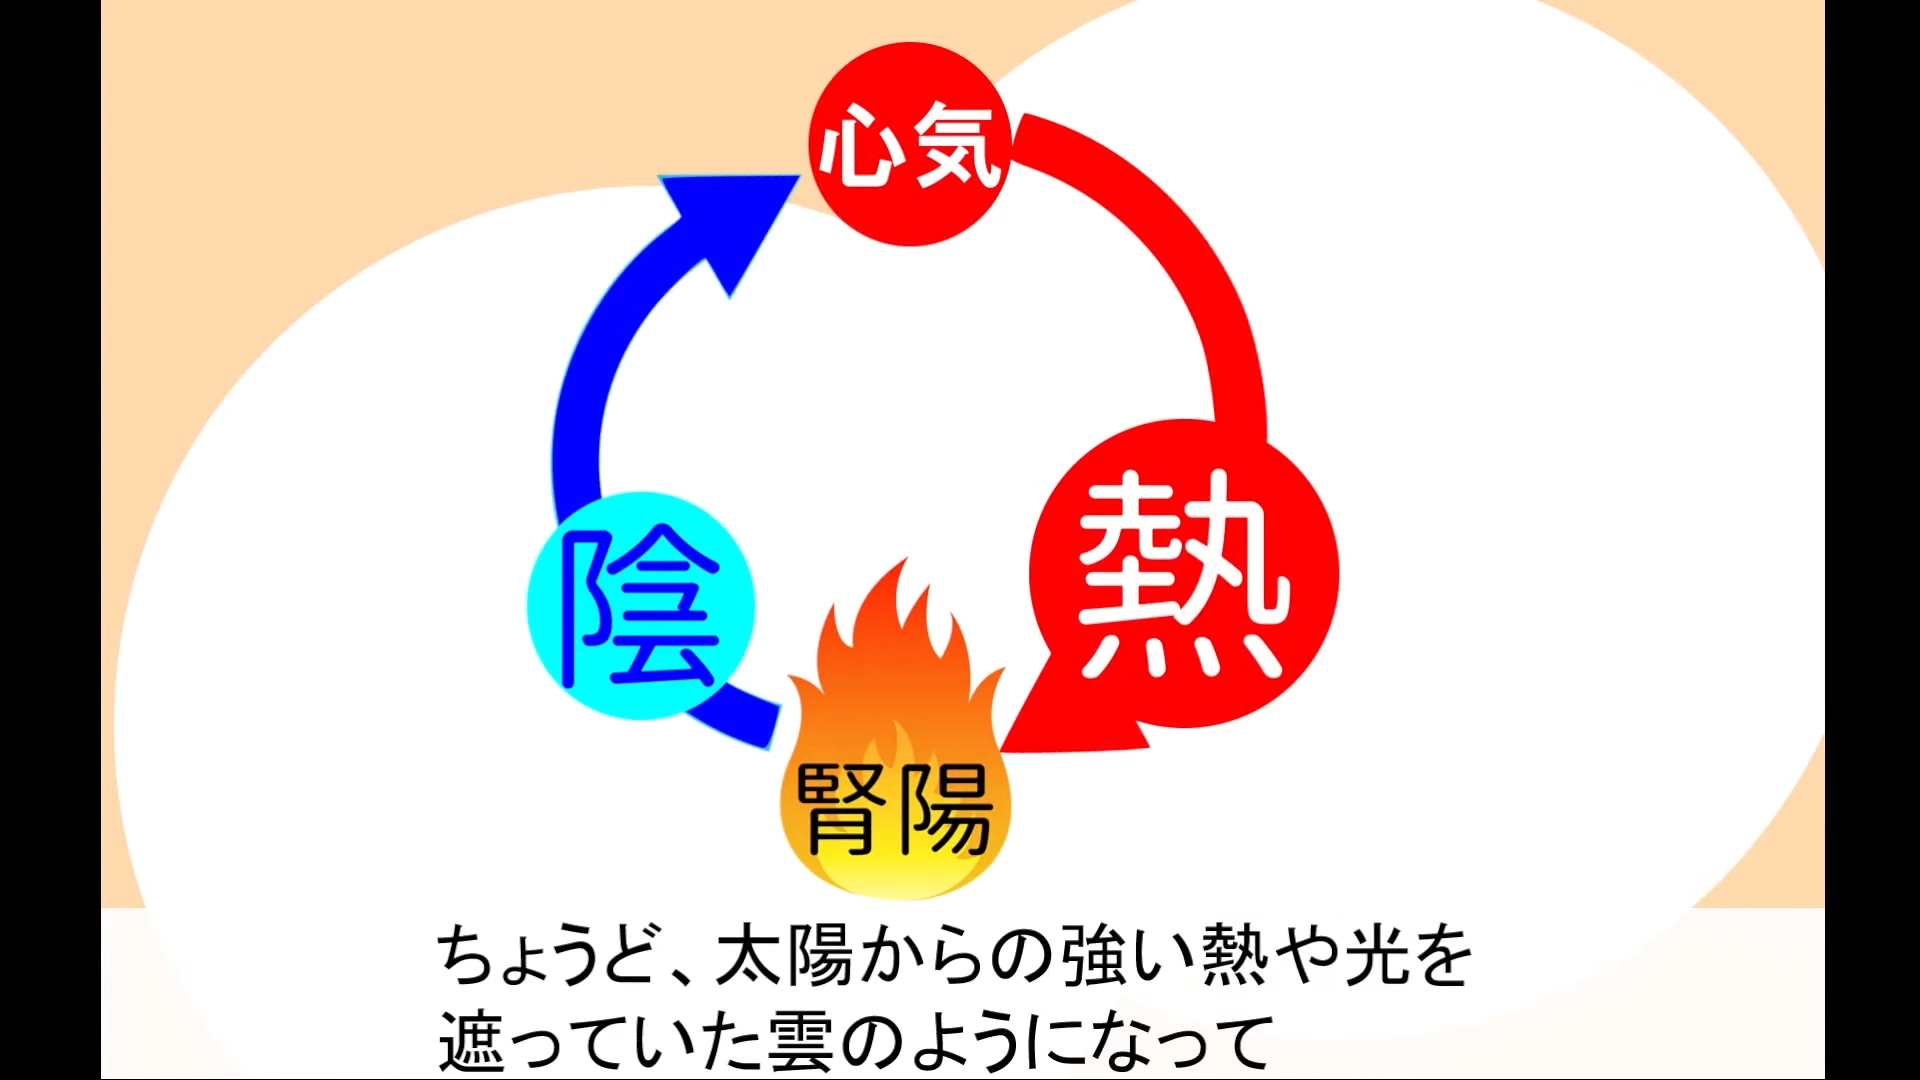 心気
熱
陰
腎陽
ちょうど、太陽からの強い熱や光を
遮っていた雲のようになって